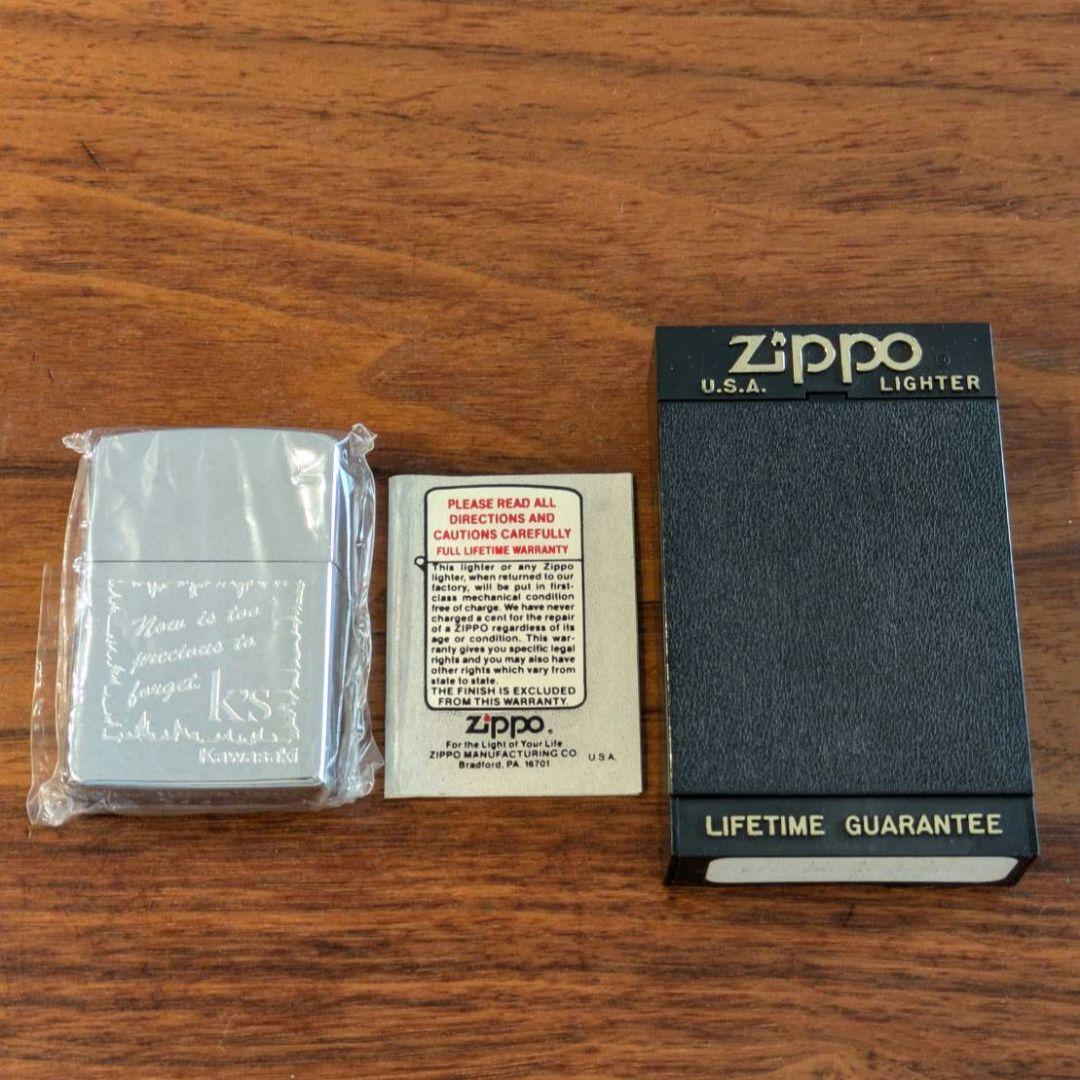 Now is too
precious to
forget
k's
Kawasaki
PLEASE READ ALL
DIRECTIONS AND
CAUTIONS CAREFULLY
FULL LIFETIME WARRANTY
This lighter or any Zippo
lighter, when returned to our
factory, will be put in first-
class mechanical condition
free of charge. We have never
charged a cent for the repair
of a ZIPPO regardless of its
age or condition. This war-
ranty gives you specific legal
rights and you may also have
other rights which vary from
state to state.
THE FINISH IS EXCLUDED
FROM THIS WARRANTY.
Zippo®
For the Light of Your Life
ZIPPO MANUFACTURING CO. U.S.A.
Bradford, PA. 16701
Zippo®
U.S.A. LIGHTER
LIFETIME GUARANTEE